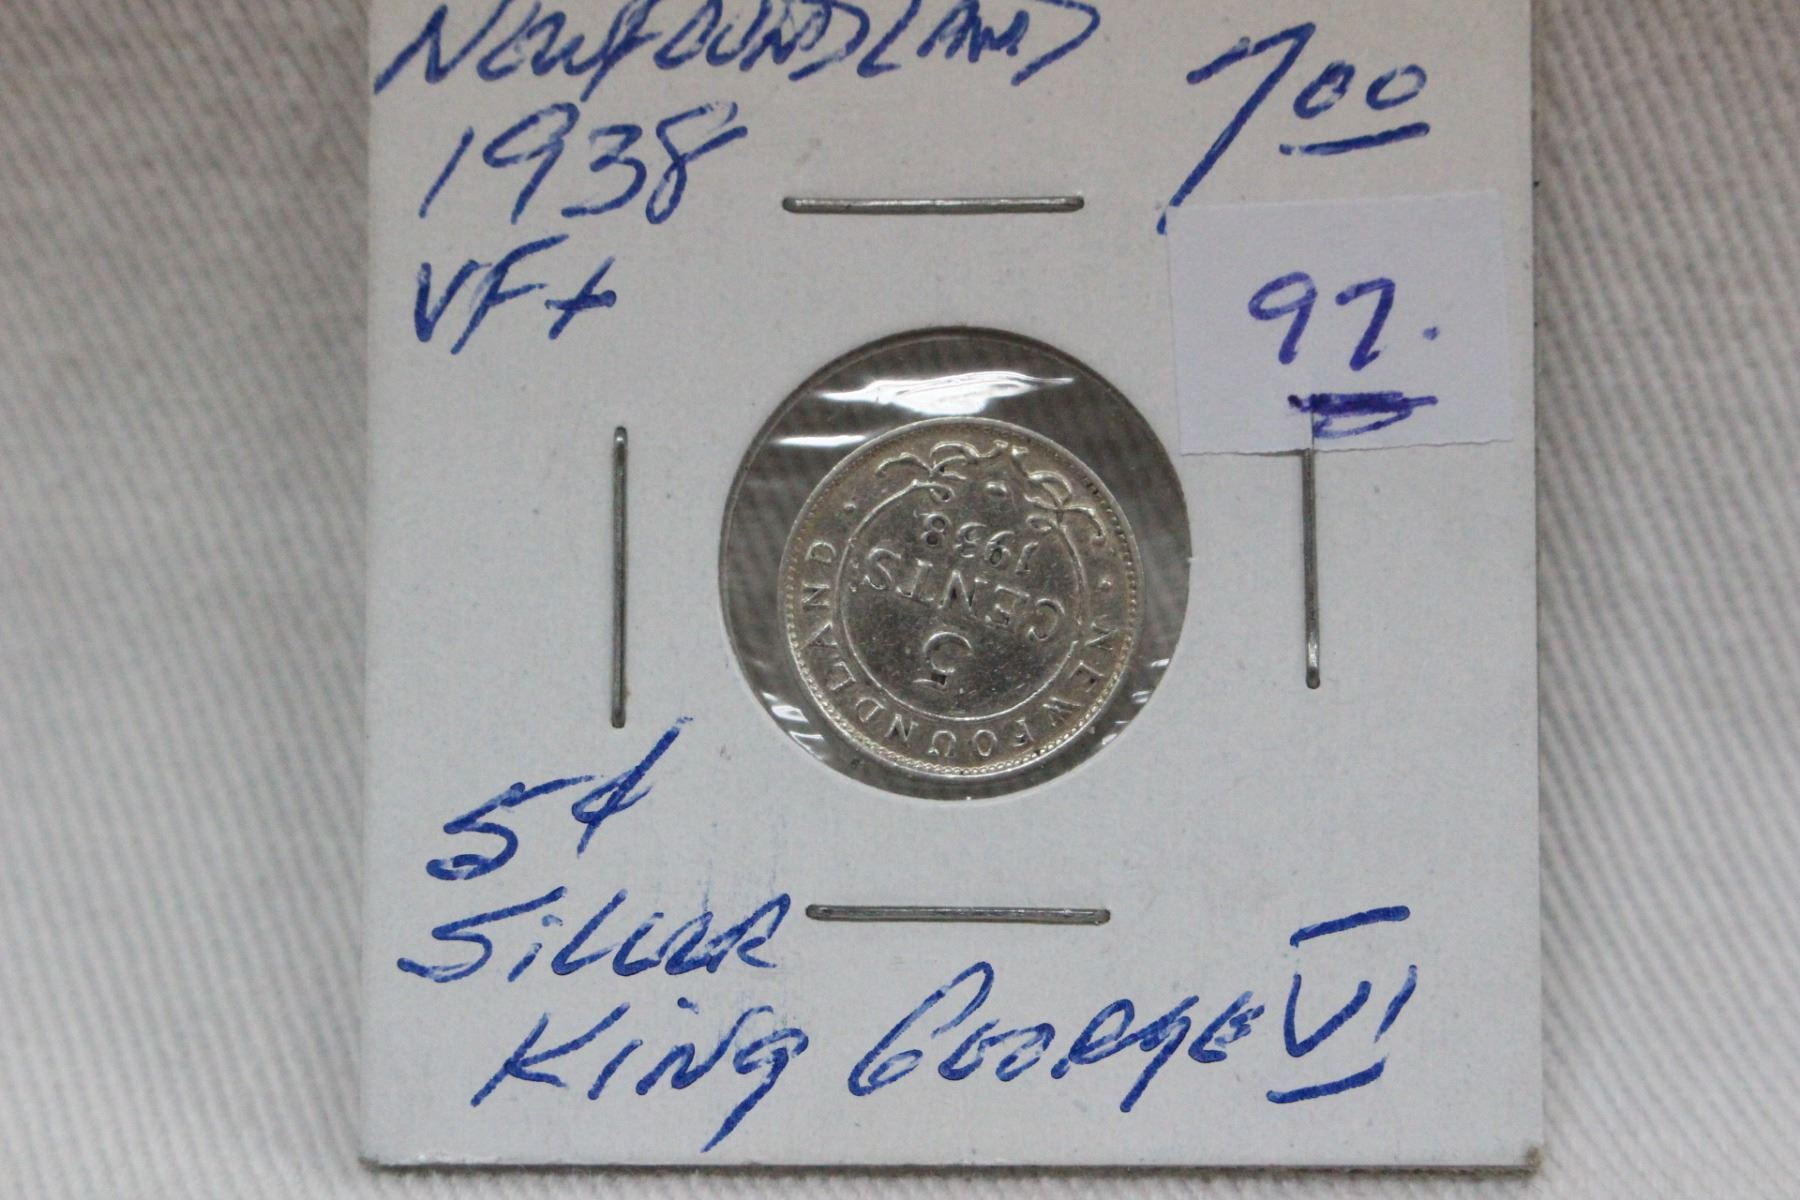 NEWFOUNDLAND 7.00
1938
VF+
97.
NEWFOUNDLAND
5
CENTS
1938
5¢
SilVER
KiNg GEORgE VI